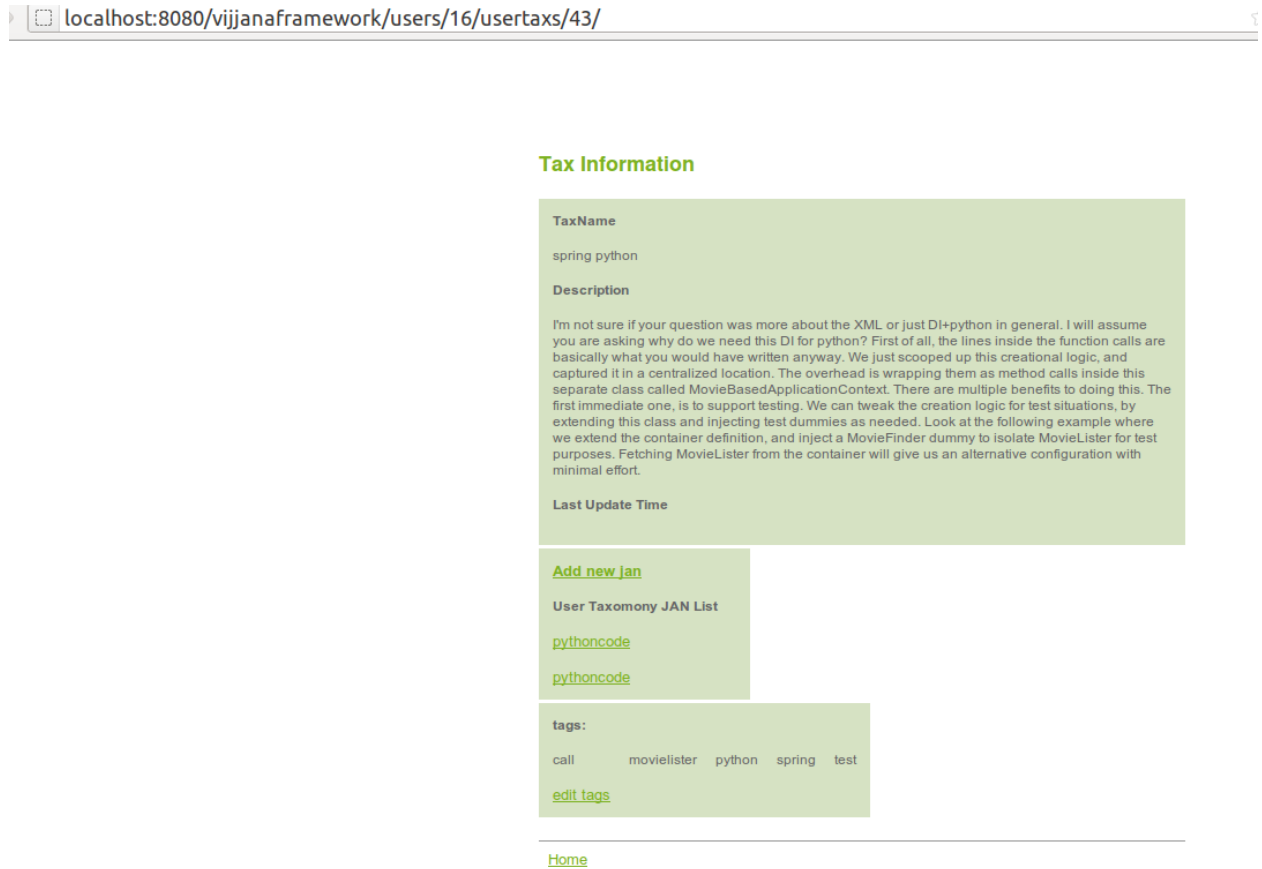 localhost:8080/vijjanaframework/users/16/usertaxs/43/
Tax Information
TaxName
spring python
Description
I'm not sure if your question was more about the XML or just DI+python in general. I will assume
you are asking why do we need this DI for python? First of all, the lines inside the function calls are
basically what you would have written anyway. We just scooped up this creational logic, and
captured it in a centralized location. The overhead is wrapping them as method calls inside this
separate class called MovieBasedApplicationContext. There are multiple benefits to doing this. The
first immediate one, is to support testing. We can tweak the creation logic for test situations, by
extending this class and injecting test dummies as needed. Look at the following example where
we extend the container definition, and inject a MovieFinder dummy to isolate MovieLister for test
purposes. Fetching MovieLister from the container will give us an alternative configuration with
minimal effort.
Last Update Time
Add new jan
User Taxomony JAN List
pythoncode
pythoncode
tags:
call movielister python spring test
edit tags
Home